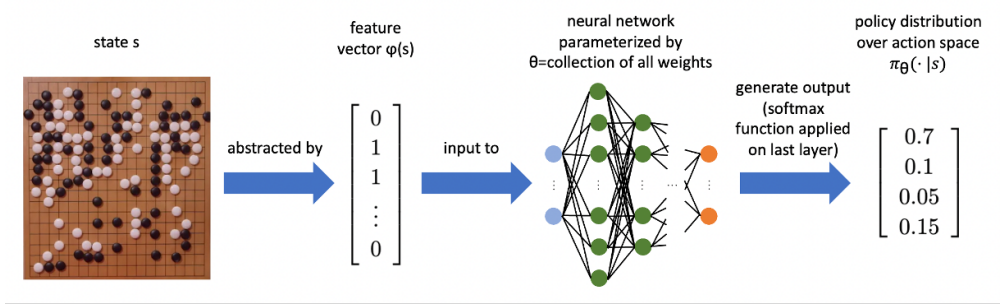 state s
abstracted by
feature
vector φ(s)
0
1
1
⋮
0
input to
neural network
parameterized by
θ=collection of all weights
...
...
...
...
generate output
(softmax
function applied
on last layer)
policy distribution
over action space
π_θ(· |s)
0.7
0.1
0.05
0.15